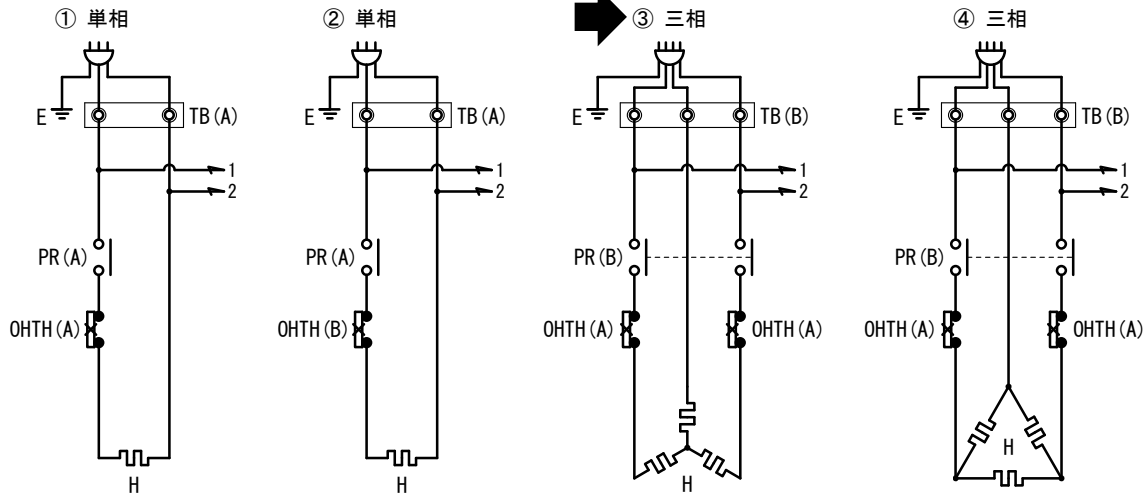 ① 単相
② 単相
③ 三相
④ 三相
E TB(A)
E TB(A)
E TB(B)
E TB(B)
1
1
1
1
2
2
2
2
PR(A)
PR(A)
PR(B)
PR(B)
OHTH(A)
OHTH(B)
OHTH(A) OHTH(A)
OHTH(A) OHTH(A)
H
H
H
H